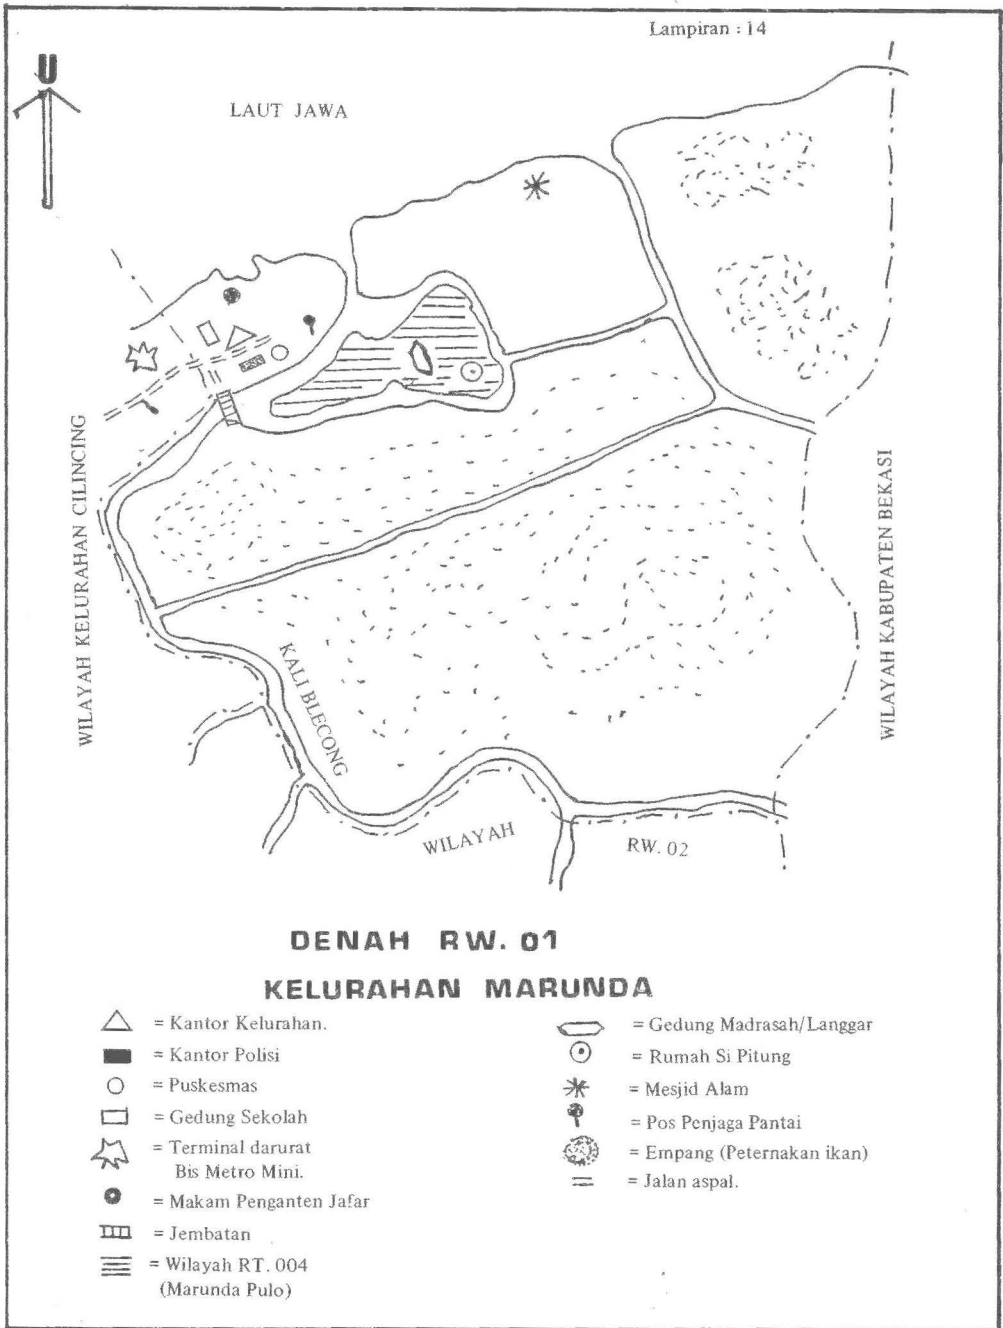 Lampiran : 14
U
LAUT JAWA
WILAYAH KELURAHAN CILINCING
WILAYAH KABUPATEN BEKASI
KALI BLECONG
WILAYAH RW. 02
DENAH RW. 01
KELURAHAN MARUNDA
= Kantor Kelurahan.
= Kantor Polisi
= Puskesmas
= Gedung Sekolah
= Terminal darurat
Bis Metro Mini.
= Makam Penganten Jafar
= Jembatan
= Wilayah RT. 004
(Marunda Pulo)
= Gedung Madrasah/Langgar
= Rumah Si Pitung
= Mesjid Alam
= Pos Penjaga Pantai
= Empang (Peternakan ikan)
= Jalan aspal.